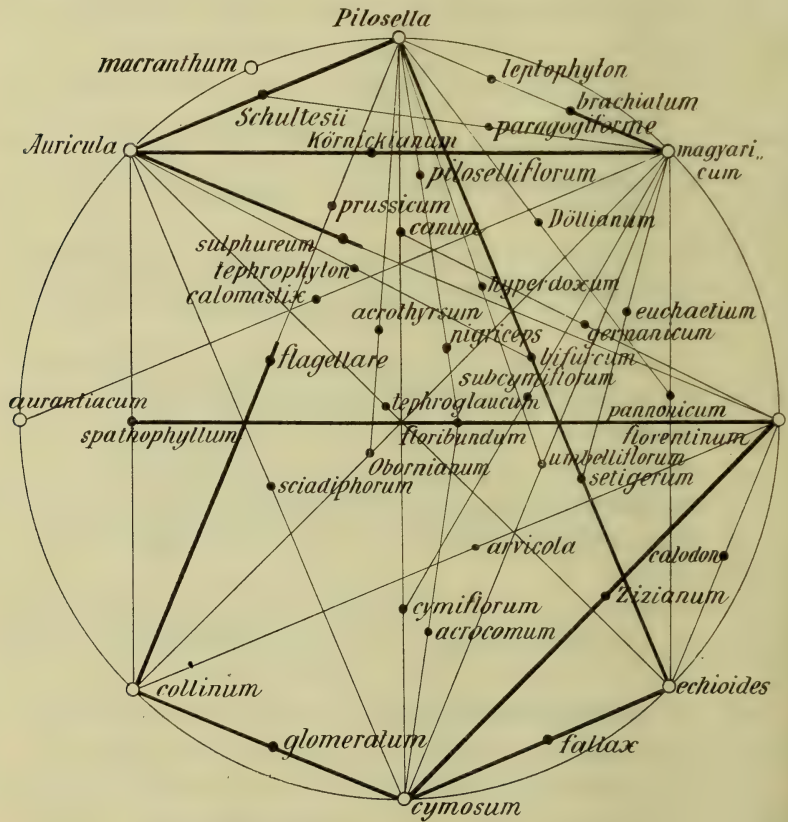 Pilosella
macranthum
leptophyton
brachiatum
Schultesii
paragogiforme
Auricula
Körnickianum
magyari„
cum
piloselliflorum
prussicum
canum
Döllianum
sulphureum
tephrophyton
hyperdoxum
calomastix
euchaetium
acrothyrsum
germanicum
nigriceps
flagellare
bifurcum
subcymiflorum
aurantiacum
tephroglaucum
pannonicum
spathophyllum
floribundum
florentinum
Obornianum
umbelliflorum
sciadiphorum
setigerum
arvicola
calodon
Zizianum
cymiflorum
acrocomum
collinum
echioides
glomeratum
fallax
cymosum